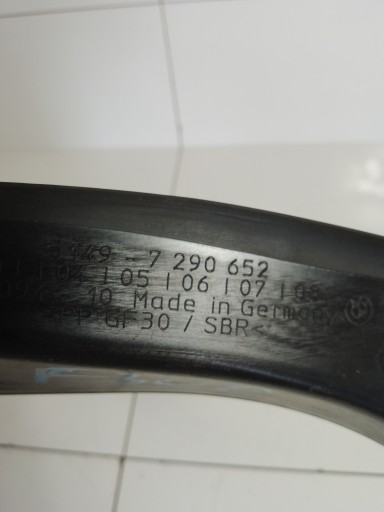 7 290 652
04 | 05 | 06 | 07 | 08
10 Made in Germany
GF30 / SBR<